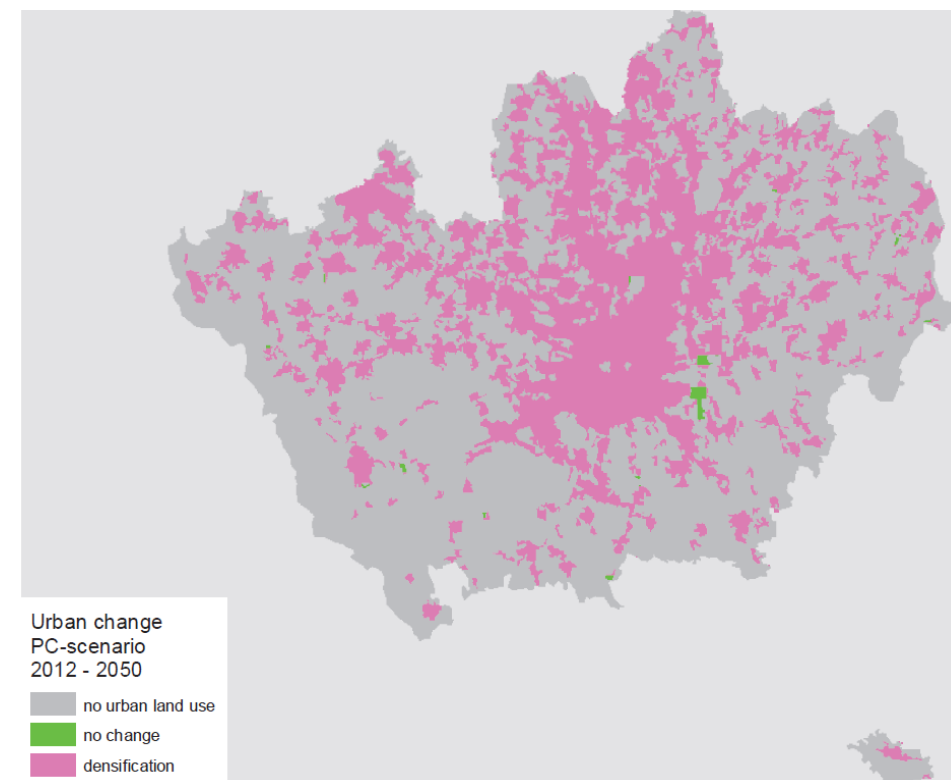 Urban change
PC-scenario
2012 - 2050
no urban land use
no change
densification